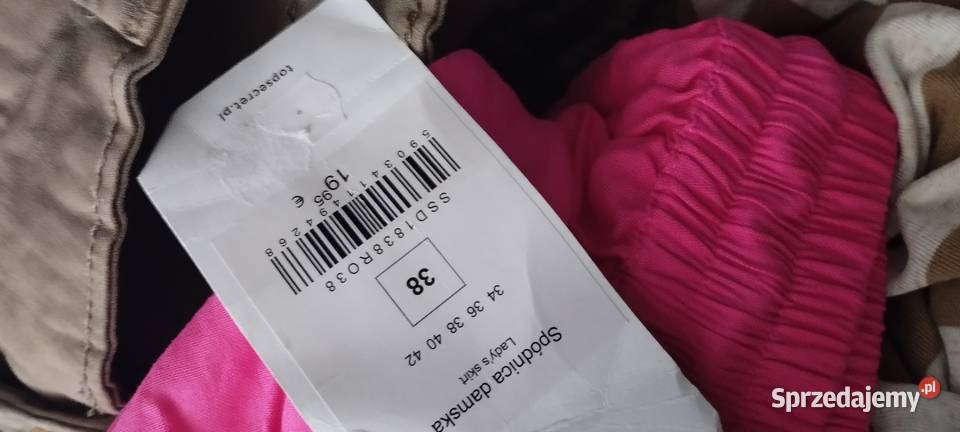 Spódnica damska
Lady's skirt
34 36 38 40 42
38
SSD1838RO38
5903411494268
19,95 €
topsecret.pl
Sprzedajemy.pl